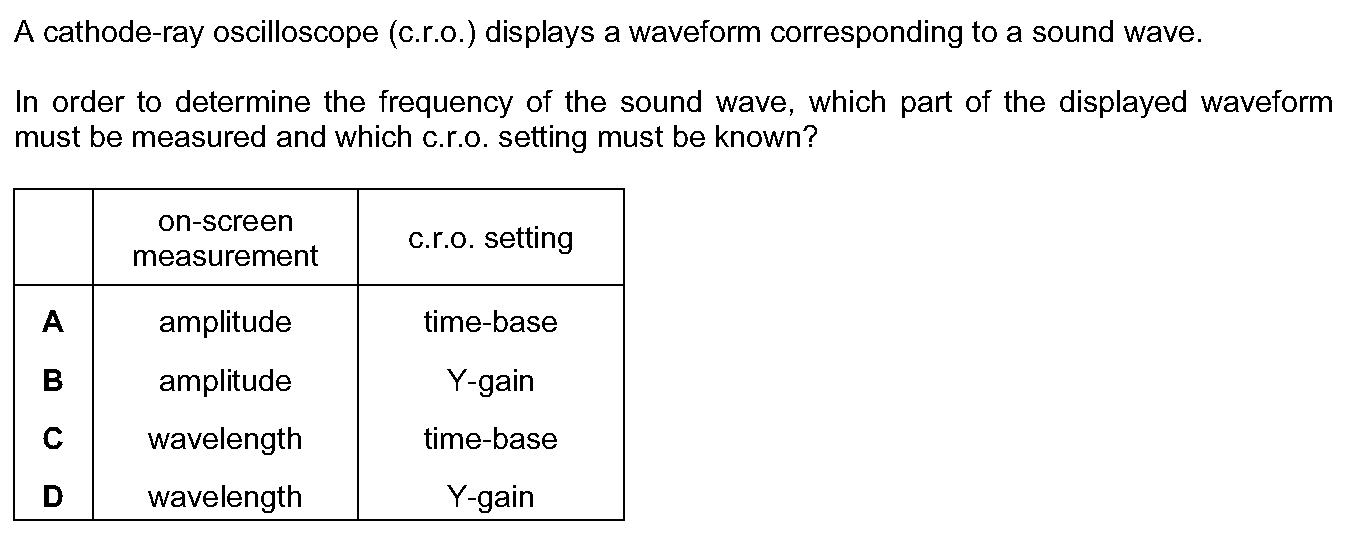 A cathode-ray oscilloscope (c.r.o.) displays a waveform corresponding to a sound wave.
In order to determine the frequency of the sound wave, which part of the displayed waveform
must be measured and which c.r.o. setting must be known?
on-screen
measurement
c.r.o. setting
A amplitude time-base
B amplitude Y-gain
C wavelength time-base
D wavelength Y-gain